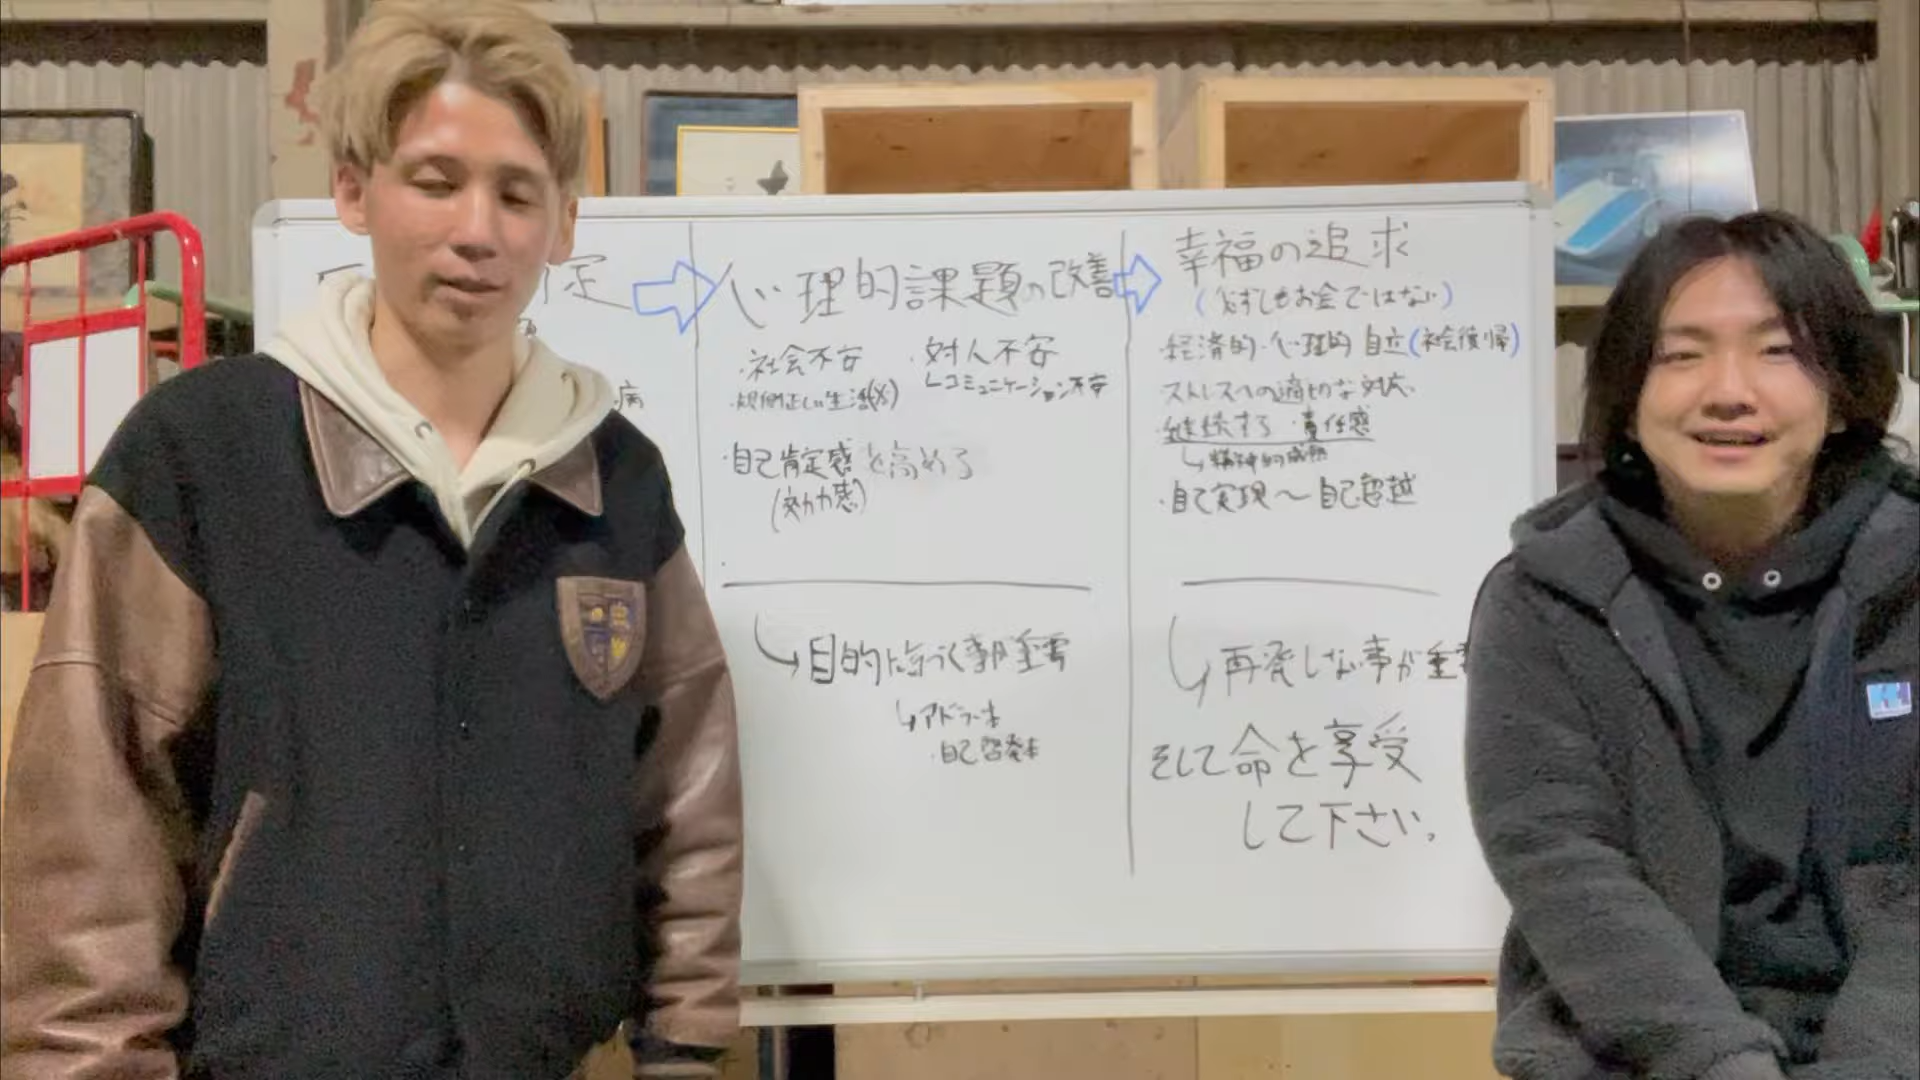 定
病
心理的課題の改善
・社会不安 ・対人不安
・規則正しい生活(X) └コミュニケーション不安
・自己肯定感を高める
(効力感)
目的に気づく事が重要
↳アドラー本
・自己啓発本
幸福の追求
(必ずしもお金ではない)
・経済的・心理的 自立(社会復帰)
ストレスへの適切な対応
・継続する・責任感
↳精神的成熟
・自己実現〜自己超越
再発しない事が重要
そして命を享受
して下さい。